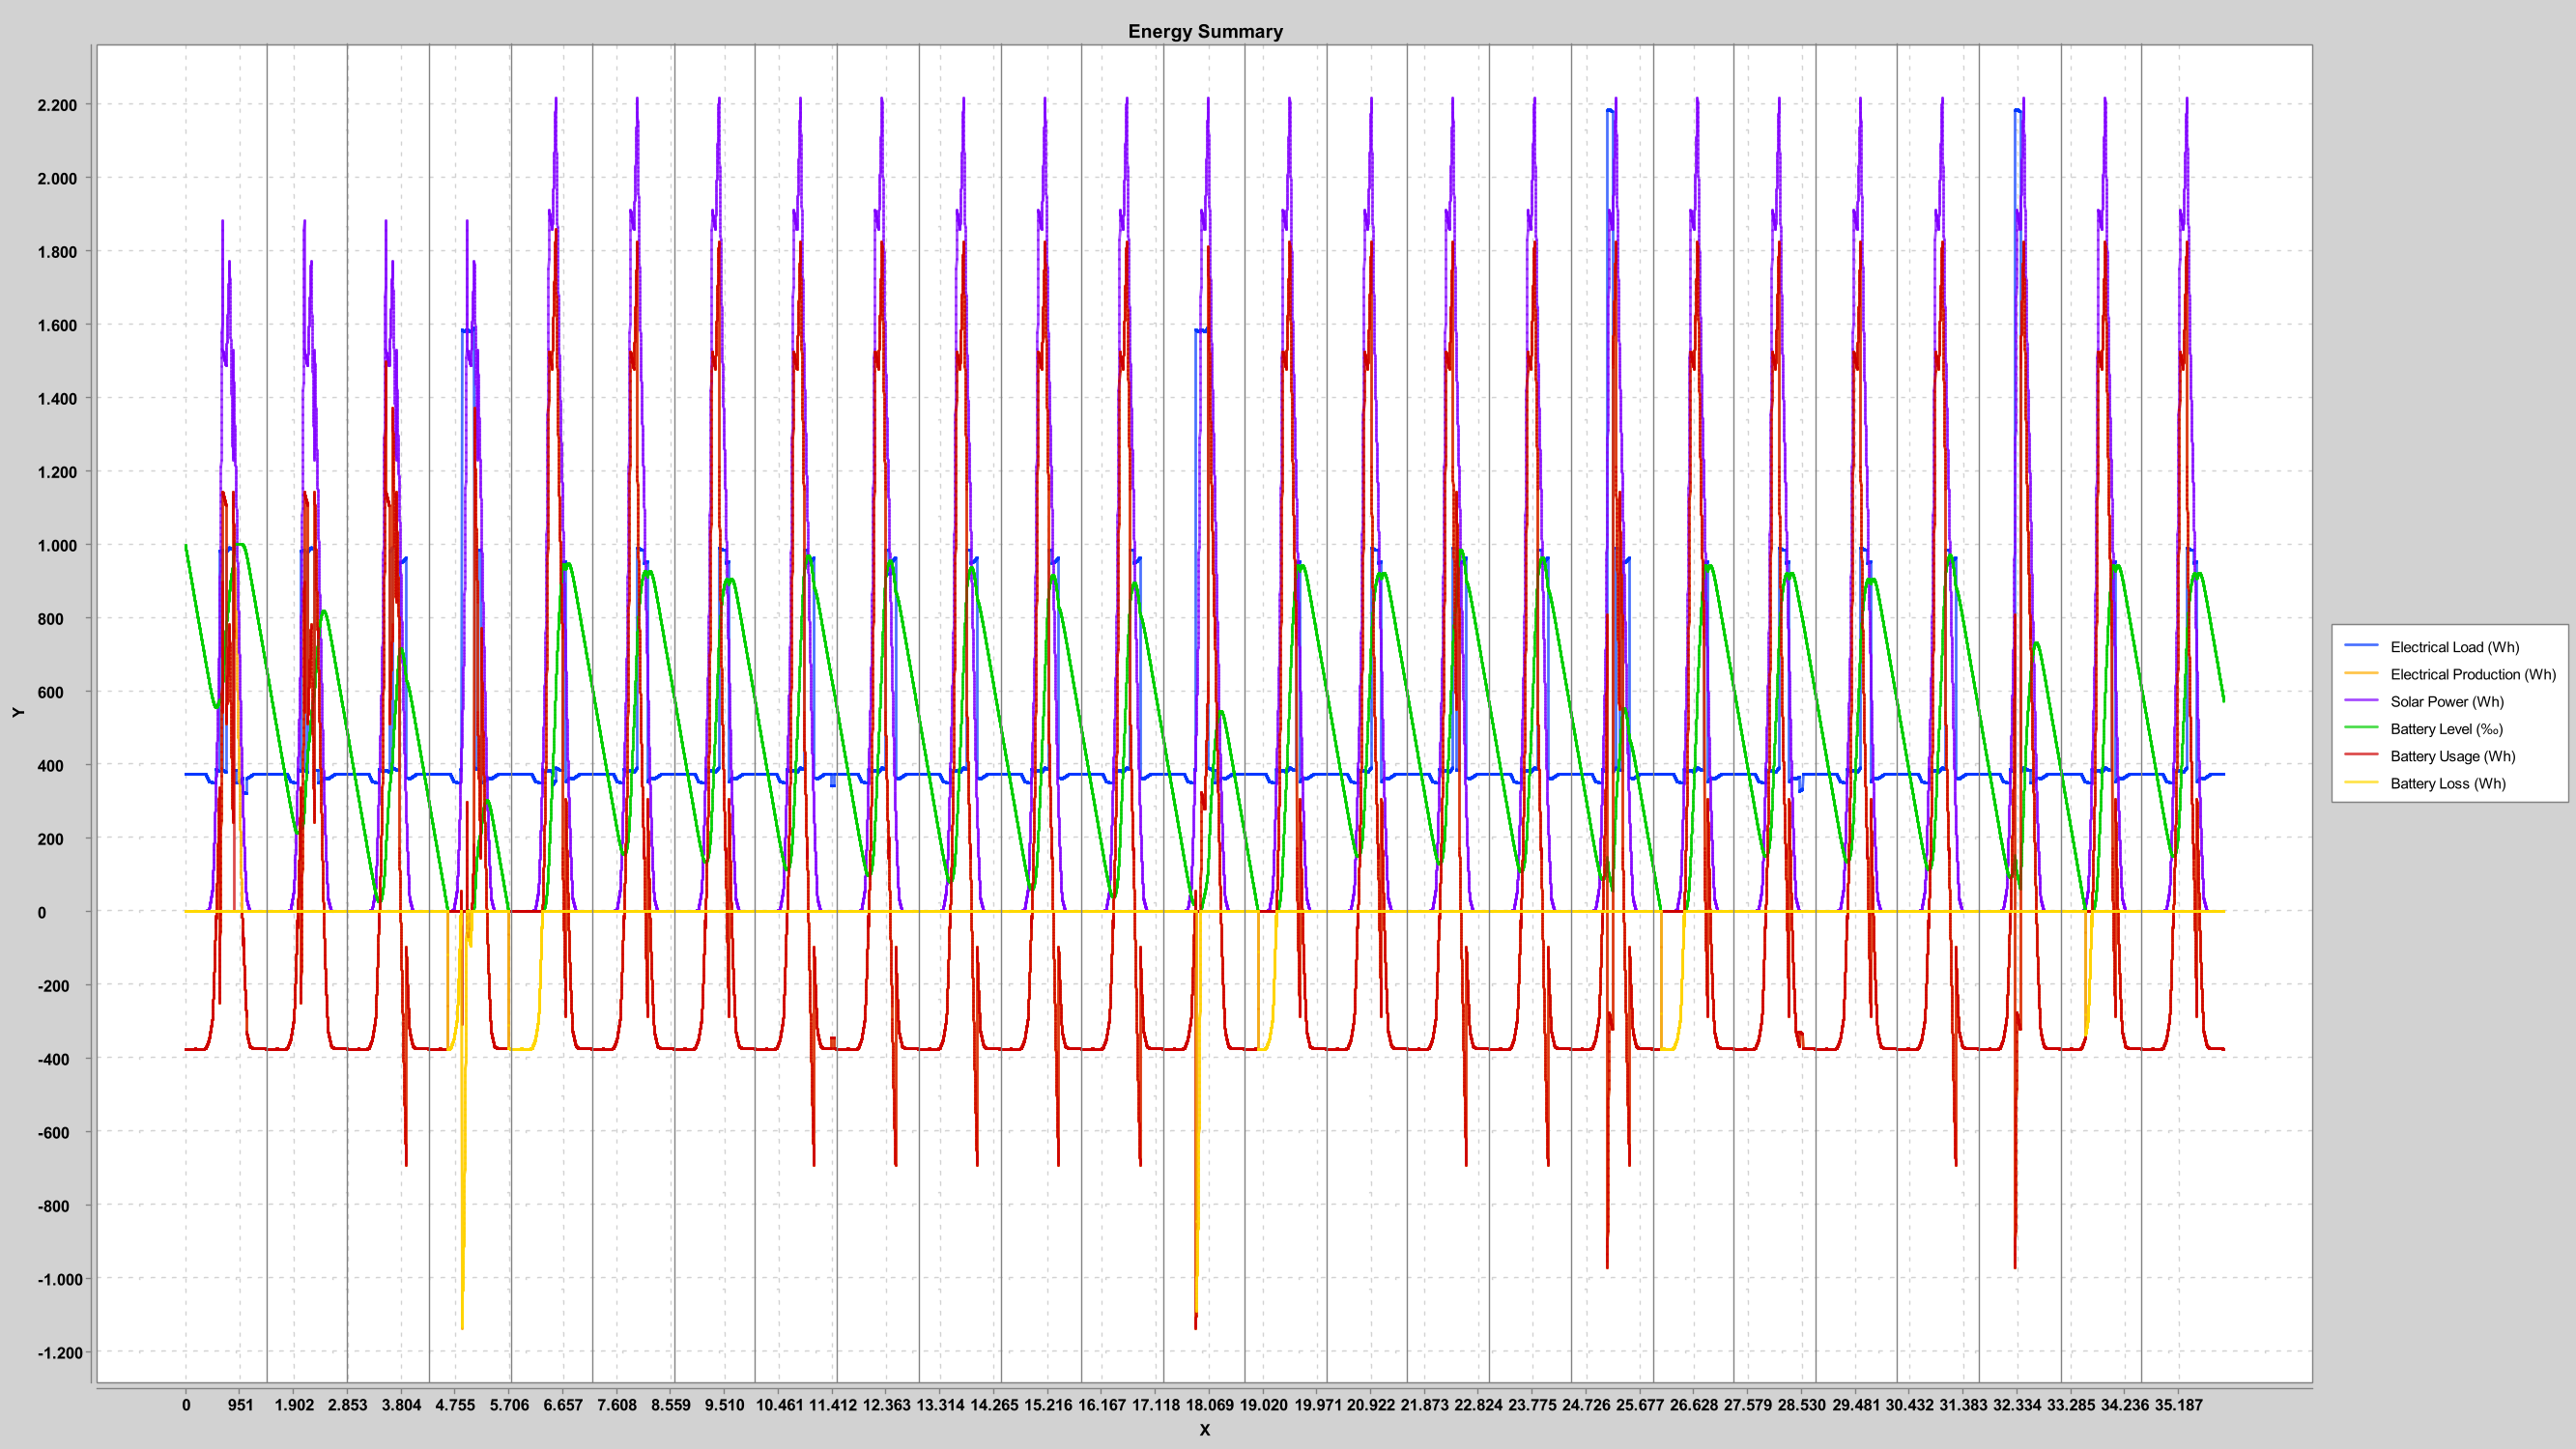 Energy Summary
2.200
2.000
1.800
1.600
1.400
1.200
1.000
800
600
400
200
0
-200
-400
-600
-800
-1.000
-1.200
Y
Electrical Load (Wh)
Electrical Production (Wh)
Solar Power (Wh)
Battery Level (‰)
Battery Usage (Wh)
Battery Loss (Wh)
0 951 1.902 2.853 3.804 4.755 5.706 6.657 7.608 8.559 9.510 10.461 11.412 12.363 13.314 14.265 15.216 16.167 17.118 18.069 19.020 19.971 20.922 21.873 22.824 23.775 24.726 25.677 26.628 27.579 28.530 29.481 30.432 31.383 32.334 33.285 34.236 35.187
X